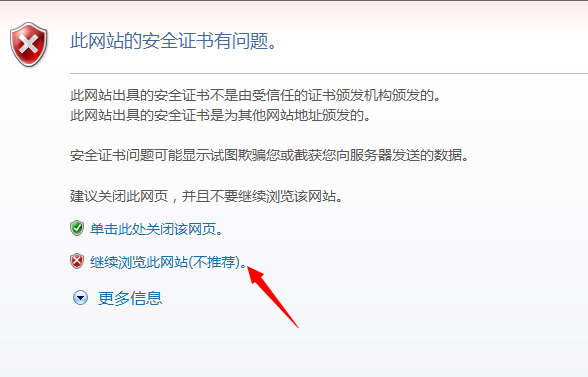 此网站的安全证书有问题。
此网站出具的安全证书不是由受信任的证书颁发机构颁发的。
此网站出具的安全证书是为其他网站地址颁发的。
安全证书问题可能显示试图欺骗您或截获您向服务器发送的数据。
建议关闭此网页，并且不要继续浏览该网站。
单击此处关闭该网页。
继续浏览此网站(不推荐)。
更多信息